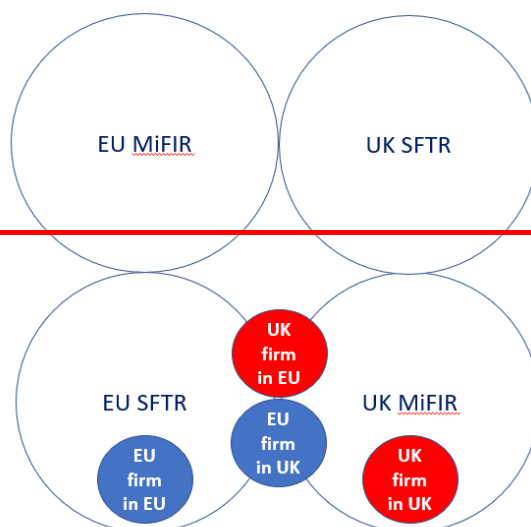 EU MiFIR
UK SFTR
UK
firm
in EU
EU SFTR
UK MiFIR
EU
firm
in UK
EU
firm
in EU
UK
firm
in UK